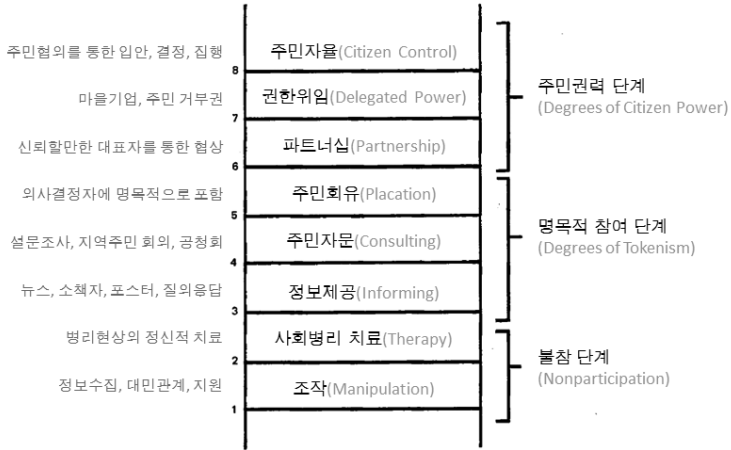 주민협의를 통한 입안, 결정, 집행
8
주민자율(Citizen Control)
마을기업, 주민 거부권
7
권한위임(Delegated Power)
주민권력 단계
(Degrees of Citizen Power)
신뢰할만한 대표자를 통한 협상
6
파트너십(Partnership)
의사결정자에 명목적으로 포함
5
주민회유(Placation)
설문조사, 지역주민 회의, 공청회
4
주민자문(Consulting)
명목적 참여 단계
(Degrees of Tokenism)
뉴스, 소책자, 포스터, 질의응답
3
정보제공(Informing)
병리현상의 정신적 치료
2
사회병리 치료(Therapy)
불참 단계
(Nonparticipation)
정보수집, 대민관계, 지원
1
조작(Manipulation)